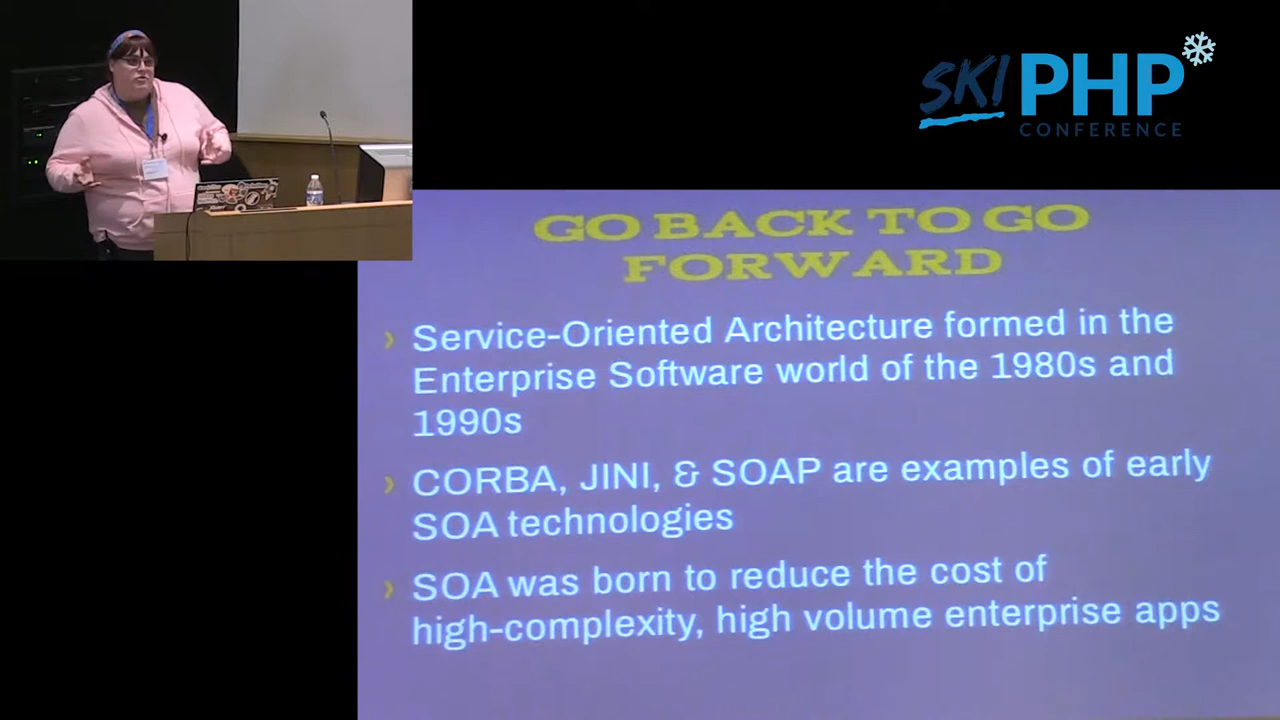 SKI PHP
CONFERENCE
GO BACK TO GO
FORWARD
› Service-Oriented Architecture formed in the
Enterprise Software world of the 1980s and
1990s
› CORBA, JINI, & SOAP are examples of early
SOA technologies
› SOA was born to reduce the cost of
high-complexity, high volume enterprise apps